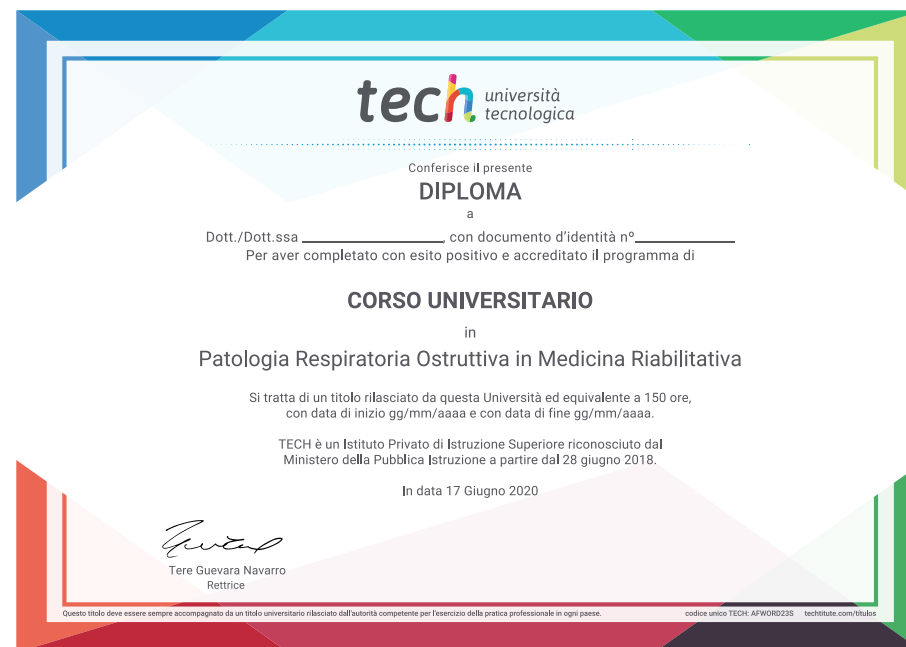 tech università
tecnologica
Conferisce il presente
DIPLOMA
a
Dott./Dott.ssa ____________________, con documento d'identità nº______________
Per aver completato con esito positivo e accreditato il programma di
CORSO UNIVERSITARIO
in
Patologia Respiratoria Ostruttiva in Medicina Riabilitativa
Si tratta di un titolo rilasciato da questa Università ed equivalente a 150 ore,
con data di inizio gg/mm/aaaa e con data di fine gg/mm/aaaa.
TECH è un Istituto Privato di Istruzione Superiore riconosciuto dal
Ministero della Pubblica Istruzione a partire dal 28 giugno 2018.
In data 17 Giugno 2020
Tere Guevara Navarro
Rettrice
Questo titolo deve essere sempre accompagnato da un titolo universitario rilasciato dall'autorità competente per l'esercizio della pratica professionale in ogni paese. codice unico TECH: AFWORD23S techtitute.com/títulos